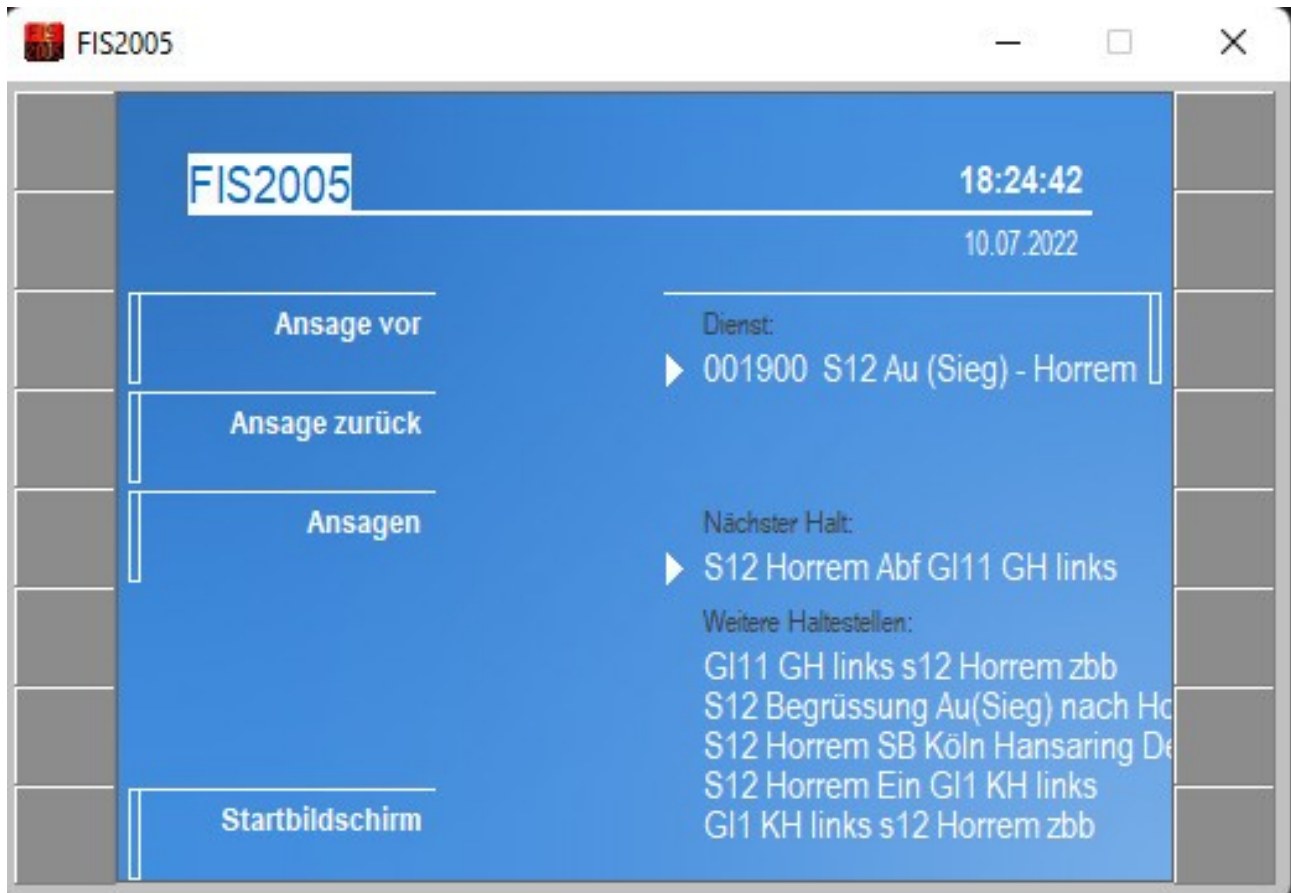 FIS2005
FIS2005
18:24:42
10.07.2022
Ansage vor
Ansage zurück
Ansagen
Startbildschirm
Dienst:
001900 S12 Au (Sieg) - Horrem
Nächster Halt:
S12 Horrem Abf Gl11 GH links
Weitere Haltestellen:
Gl11 GH links s12 Horrem zbb
S12 Begrüssung Au(Sieg) nach Ho
S12 Horrem SB Köln Hansaring De
S12 Horrem Ein Gl1 KH links
Gl1 KH links s12 Horrem zbb